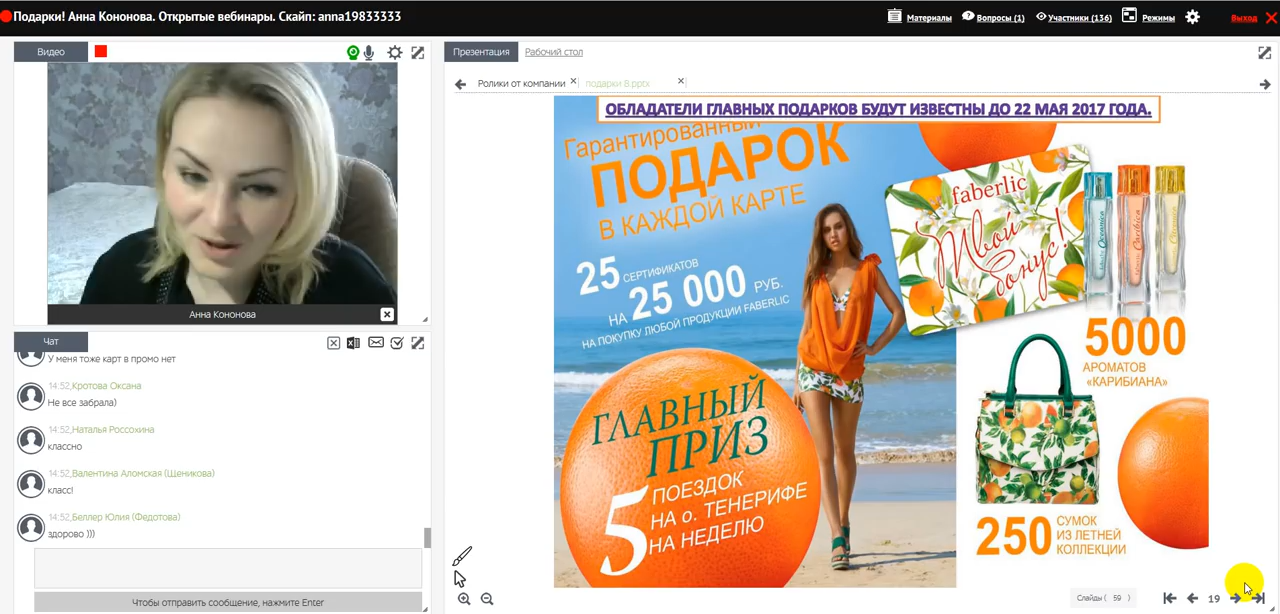 Подарки! Анна Кононова. Открытые вебинары. Скайп: anna19833333
Материалы
Вопросы (1)
Участники (136)
Режимы
Выход
Видео
Анна Кононова
Чат
У меня тоже карт в промо нет
14:52,Кротова Оксана
Не все забрала)
14:52,Наталья Россохина
классно
14:52,Валентина Аломская (Щеникова)
класс!
14:52,Беллер Юлия (Федотова)
здорово )))
Чтобы отправить сообщение, нажмите Enter
Презентация
Рабочий стол
Ролики от компании
подарки 8.pptx
ОБЛАДАТЕЛИ ГЛАВНЫХ ПОДАРКОВ БУДУТ ИЗВЕСТНЫ ДО 22 МАЯ 2017 ГОДА.
Гарантированный
ПОДАРОК
В КАЖДОЙ КАРТЕ
25 СЕРТИФИКАТОВ
НА 25 000 РУБ.
НА ПОКУПКУ ЛЮБОЙ ПРОДУКЦИИ FABERLIC
faberlic
Твой
бонус!
5000
АРОМАТОВ
«КАРИБИАНА»
ГЛАВНЫЙ
ПРИЗ
5 ПОЕЗДОК
НА о. ТЕНЕРИФЕ
НА НЕДЕЛЮ
250 СУМОК
ИЗ ЛЕТНЕЙ
КОЛЛЕКЦИИ
Слайды ( 59 )
19